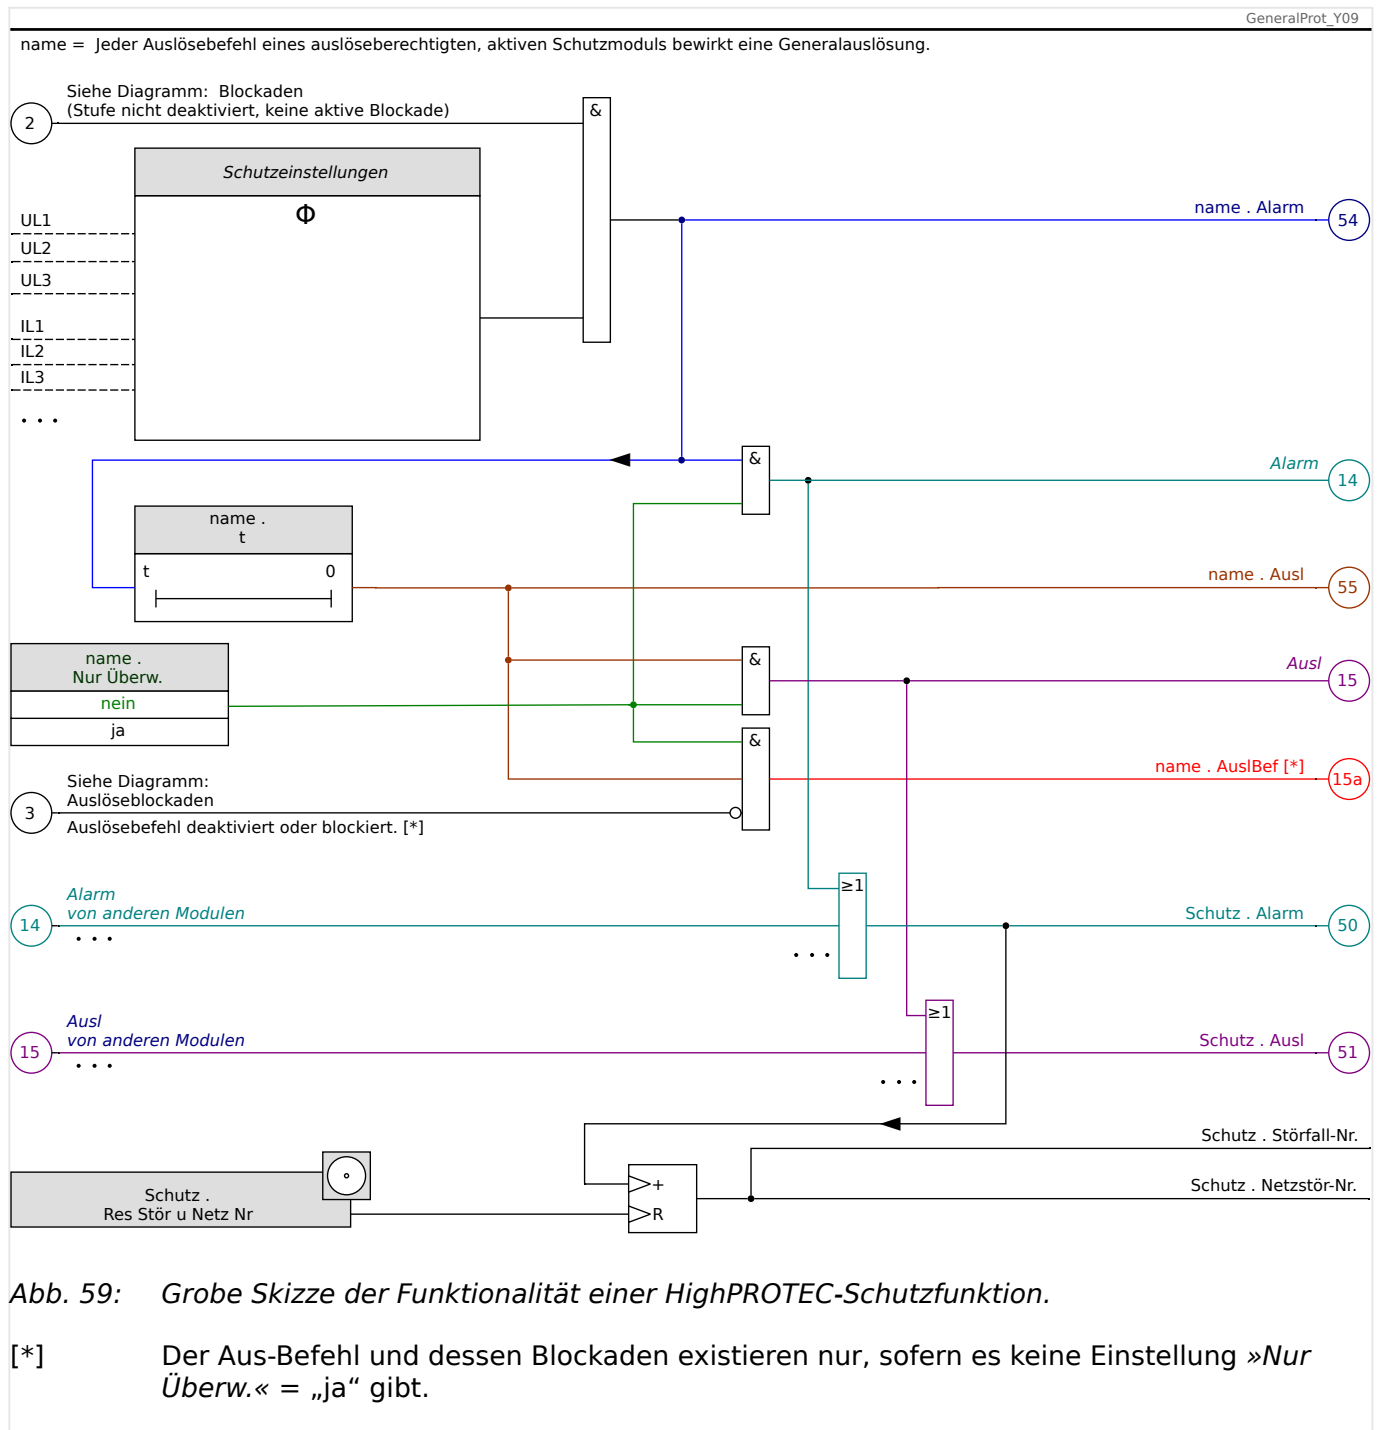 GeneralProt_Y09
name = Jeder Auslösebefehl eines auslöseberechtigten, aktiven Schutzmoduls bewirkt eine Generalauslösung.
Siehe Diagramm: Blockaden
(Stufe nicht deaktiviert, keine aktive Blockade)
2
&
Schutzeinstellungen
Φ
UL1
UL2
UL3
IL1
IL2
IL3
. . .
name . Alarm
54
&
Alarm
14
name .
t
t 0
name . Ausl
55
name .
Nur Überw.
nein
ja
&
Ausl
15
&
name . AuslBef [*]
15a
Siehe Diagramm:
Auslöseblockaden
3
Auslösebefehl deaktiviert oder blockiert. [*]
Alarm
von anderen Modulen
14
. . .
≥1
. . .
Schutz . Alarm
50
Ausl
von anderen Modulen
15
. . .
≥1
. . .
Schutz . Ausl
51
Schutz . Störfall-Nr.
Schutz . Netzstör-Nr.
Schutz .
Res Stör u Netz Nr
+
R
Abb. 59: Grobe Skizze der Funktionalität einer HighPROTEC-Schutzfunktion.
[*] Der Aus-Befehl und dessen Blockaden existieren nur, sofern es keine Einstellung »Nur
Überw.« = „ja“ gibt.